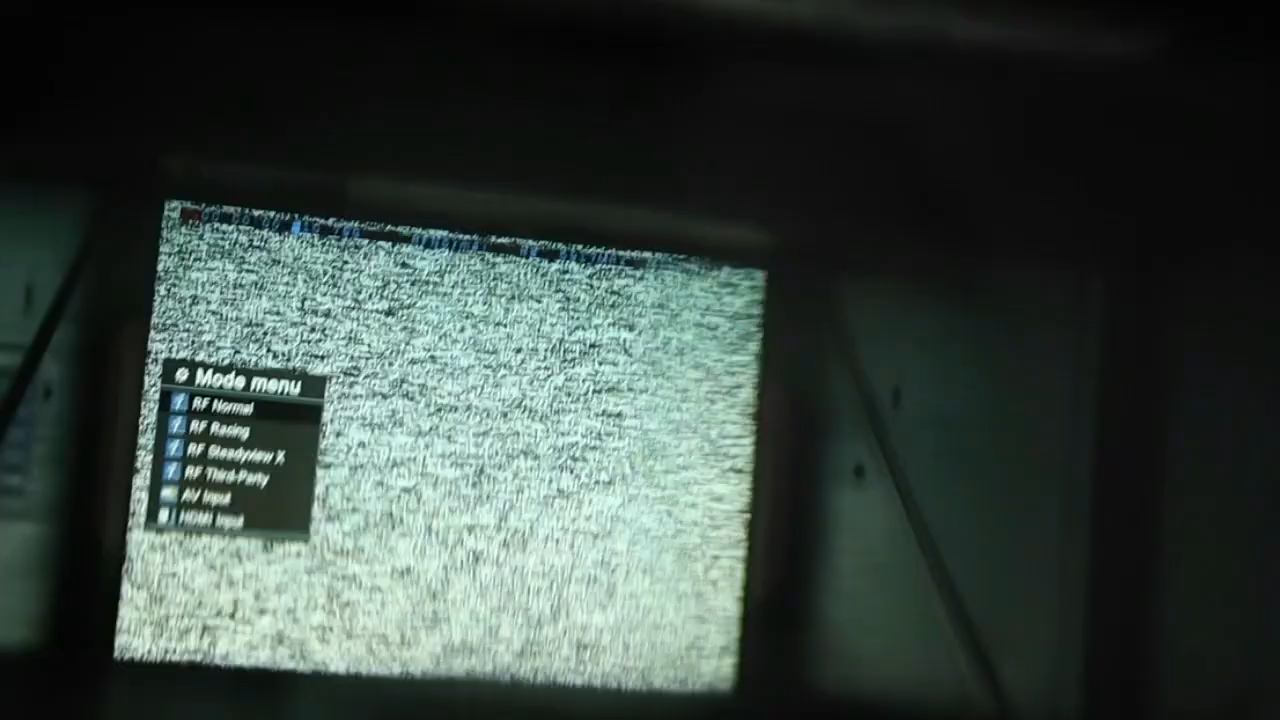 Mode menu
RF Normal
RF Racing
RF Steadyview X
RF Third-Party
AV Input
HDMI Input